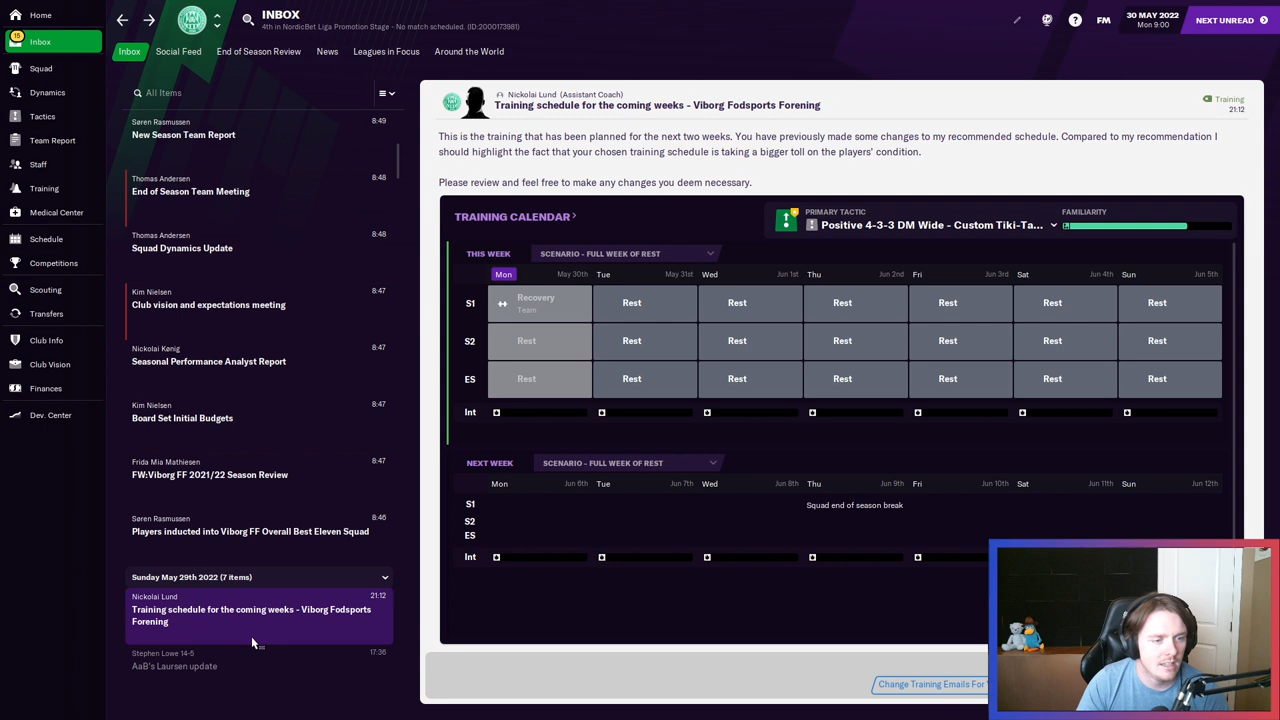 Home
15
Inbox
Squad
Dynamics
Tactics
Team Report
Staff
Training
Medical Center
Schedule
Competitions
Scouting
Transfers
Club Info
Club Vision
Finances
Dev. Center
INBOX
4th in NordicBet Liga Promotion Stage - No match scheduled. (ID:2000173981)
FM
30 MAY 2022
Mon 9:00
NEXT UNREAD
Inbox
Social Feed
End of Season Review
News
Leagues in Focus
Around the World
All Items
Søren Rasmussen 8:49
New Season Team Report
Thomas Andersen 8:48
End of Season Team Meeting
Thomas Andersen 8:48
Squad Dynamics Update
Kim Nielsen 8:47
Club vision and expectations meeting
Nickolai Kønig 8:47
Seasonal Performance Analyst Report
Kim Nielsen 8:47
Board Set Initial Budgets
Frida Mia Mathiesen 8:47
FW:Viborg FF 2021/22 Season Review
Søren Rasmussen 8:46
Players inducted into Viborg FF Overall Best Eleven Squad
Sunday May 29th 2022 (7 items)
Nickolai Lund 21:12
Training schedule for the coming weeks - Viborg Fodsports
Forening
Stephen Lowe 14-5 17:36
AaB's Laursen update
Nickolai Lund (Assistant Coach)
Training schedule for the coming weeks - Viborg Fodsports Forening
Training
21:12
This is the training that has been planned for the next two weeks. You have previously made some changes to my recommended schedule. Compared to my recommendation I
should highlight the fact that your chosen training schedule is taking a bigger toll on the players' condition.
Please review and feel free to make any changes you deem necessary.
TRAINING CALENDAR
PRIMARY TACTIC
Positive 4-3-3 DM Wide - Custom Tiki-Ta...
FAMILIARITY
THIS WEEK SCENARIO - FULL WEEK OF REST
Mon May 30th Tue May 31st Wed Jun 1st Thu Jun 2nd Fri Jun 3rd Sat Jun 4th Sun Jun 5th
S1 Recovery Team Rest Rest Rest Rest Rest Rest
S2 Rest Rest Rest Rest Rest Rest Rest
ES Rest Rest Rest Rest Rest Rest Rest
Int
NEXT WEEK SCENARIO - FULL WEEK OF REST
Mon Jun 6th Tue Jun 7th Wed Jun 8th Thu Jun 9th Fri Jun 10th Sat Jun 11th Sun Jun 12th
S1 Squad end of season break
S2
ES
Int
Change Training Emails For